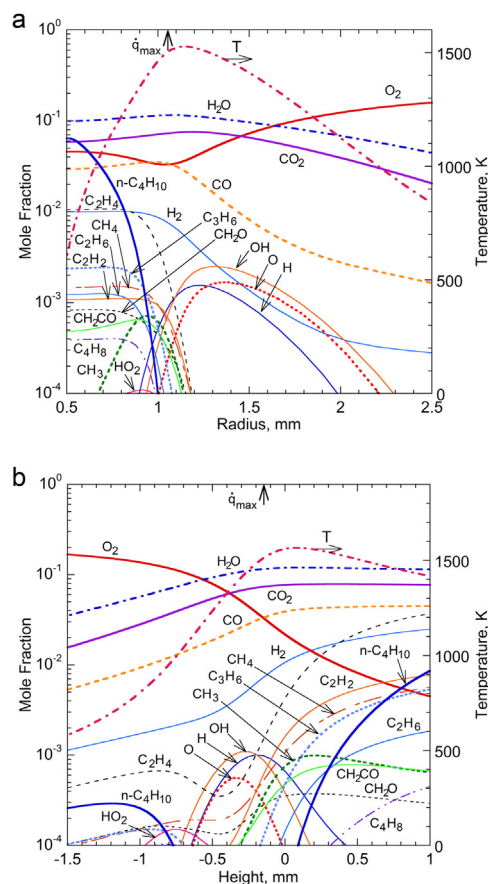 a
q̇max
T
10⁰
1500
O₂
H₂O
10⁻¹
CO₂
1000
n-C₄H₁₀
CO
C₂H₄
10⁻²
H₂
C₃H₆
CH₄
CH₂O
C₂H₆
OH
C₂H₂
O
H
500
10⁻³
CH₂CO
C₄H₈
HO₂
CH₃
10⁻⁴
0
0.5 1 1.5 2 2.5
Radius, mm
Mole Fraction
Temperature, K
b
10⁰
q̇max
T
O₂
1500
H₂O
10⁻¹
CO₂
CO
1000
H₂
CH₄
n-C₄H₁₀
10⁻²
C₃H₆
C₂H₂
CH₃
C₂H₆
OH
H
O
500
C₂H₄
10⁻³
CH₂CO
n-C₄H₁₀
CH₂O
HO₂
C₄H₈
10⁻⁴
0
-1.5 -1.0 -0.5 0 0.5 1
Height, mm
Mole Fraction
Temperature, K